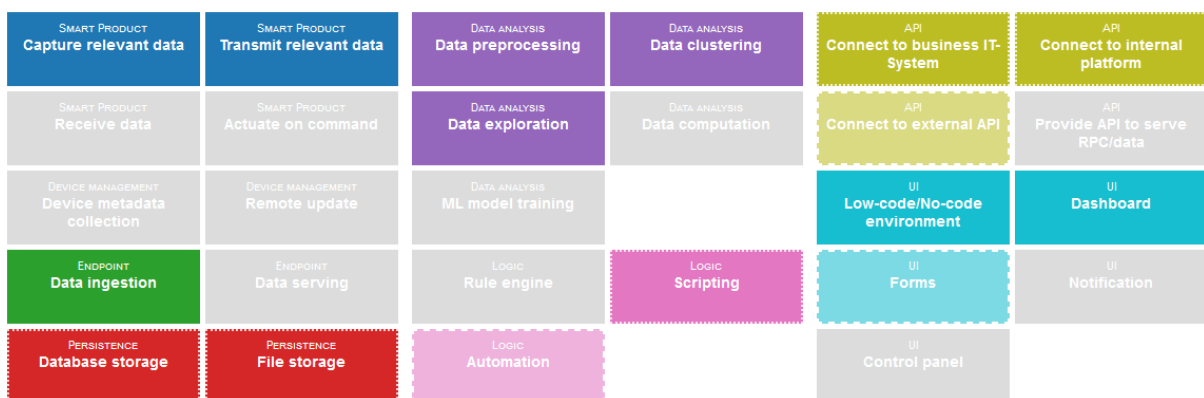 SMART PRODUCT
Capture relevant data
SMART PRODUCT
Transmit relevant data
DATA ANALYSIS
Data preprocessing
DATA ANALYSIS
Data clustering
API
Connect to business IT-
System
API
Connect to internal
platform
SMART PRODUCT
Receive data
SMART PRODUCT
Actuate on command
DATA ANALYSIS
Data exploration
DATA ANALYSIS
Data computation
API
Connect to external API
API
Provide API to serve
RPC/data
DEVICE MANAGEMENT
Device metadata
collection
DEVICE MANAGEMENT
Remote update
DATA ANALYSIS
ML model training
UI
Low-code/No-code
environment
UI
Dashboard
ENDPOINT
Data ingestion
ENDPOINT
Data serving
LOGIC
Rule engine
LOGIC
Scripting
UI
Forms
UI
Notification
PERSISTENCE
Database storage
PERSISTENCE
File storage
LOGIC
Automation
UI
Control panel